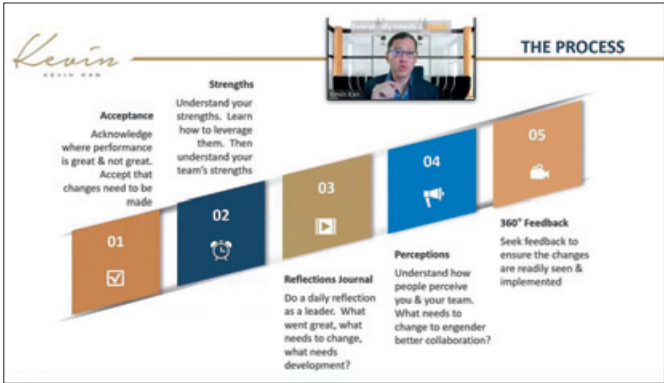 Kevin
KEVIN KAN
THE PROCESS
Kevin Kan
Acceptance
Acknowledge
where performance
is great & not great.
Accept that
changes need to be
made
01
Strengths
Understand your
strengths. Learn
how to leverage
them. Then
understand your
team's strengths
02
03
Reflections Journal
Do a daily reflection
as a leader. What
went great, what
needs to change,
what needs
development?
04
Perceptions
Understand how
people perceive
you & your team.
What needs to
change to engender
better collaboration?
05
360° Feedback
Seek feedback to
ensure the changes
are readily seen &
implemented